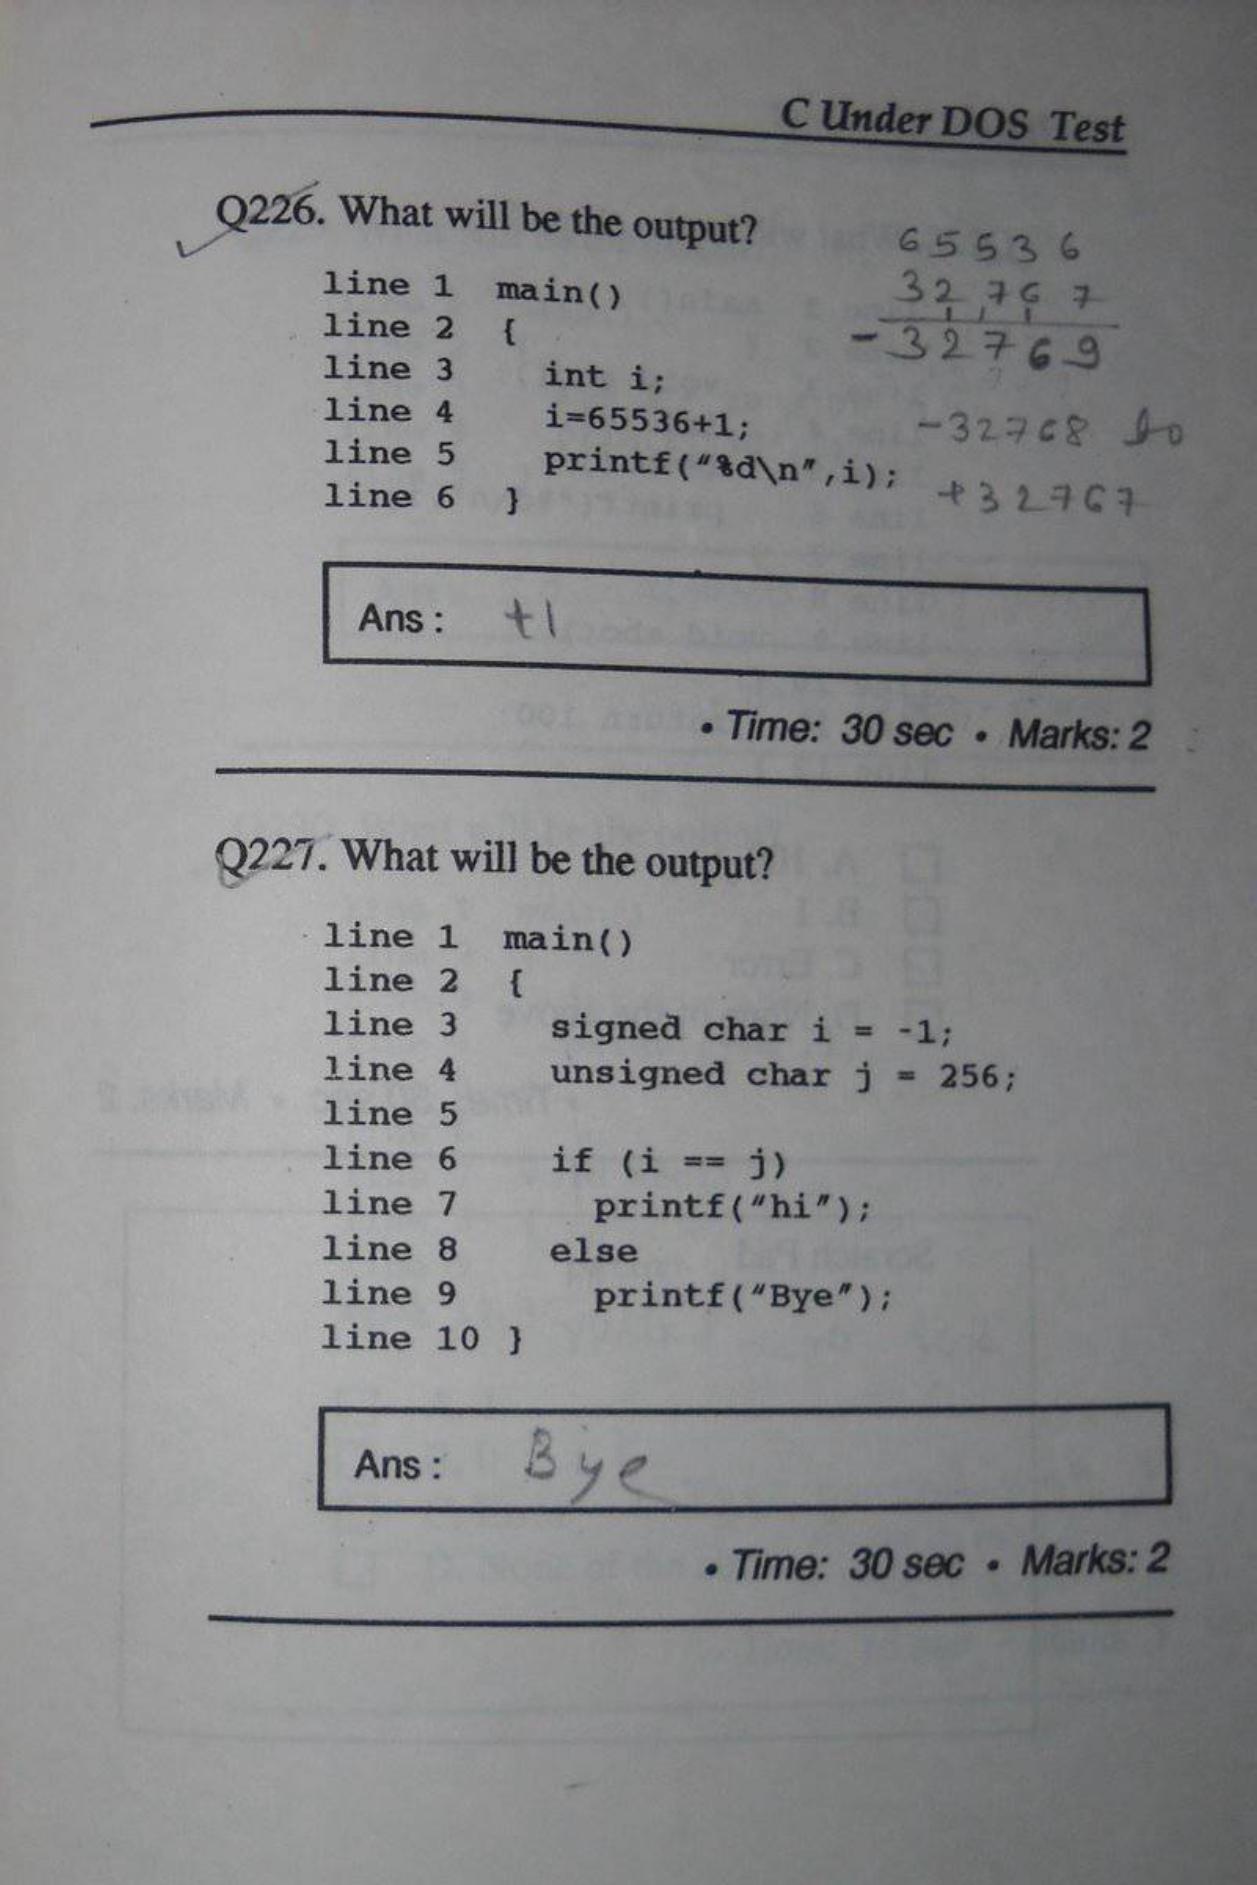 C Under DOS Test
Q226. What will be the output?
65536
line 1 main()
32767
line 2 {
-32769
line 3 int i;
line 4 i=65536+1;
-32768 to
line 5 printf("%d\n",i);
+32767
line 6 }
Ans : +1
• Time: 30 sec • Marks: 2
Q227. What will be the output?
line 1 main()
line 2 {
line 3 signed char i = -1;
line 4 unsigned char j = 256;
line 5
line 6 if (i == j)
line 7 printf("hi");
line 8 else
line 9 printf("Bye");
line 10 }
Ans : Bye
• Time: 30 sec • Marks: 2